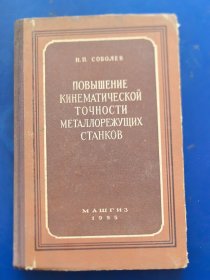 Н.П. СОБОЛЕВ
ПОВЫШЕНИЕ
КИНЕМАТИЧЕСКОЙ
ТОЧНОСТИ
МЕТАЛЛОРЕЖУЩИХ
СТАНКОВ
МАШГИЗ
1955